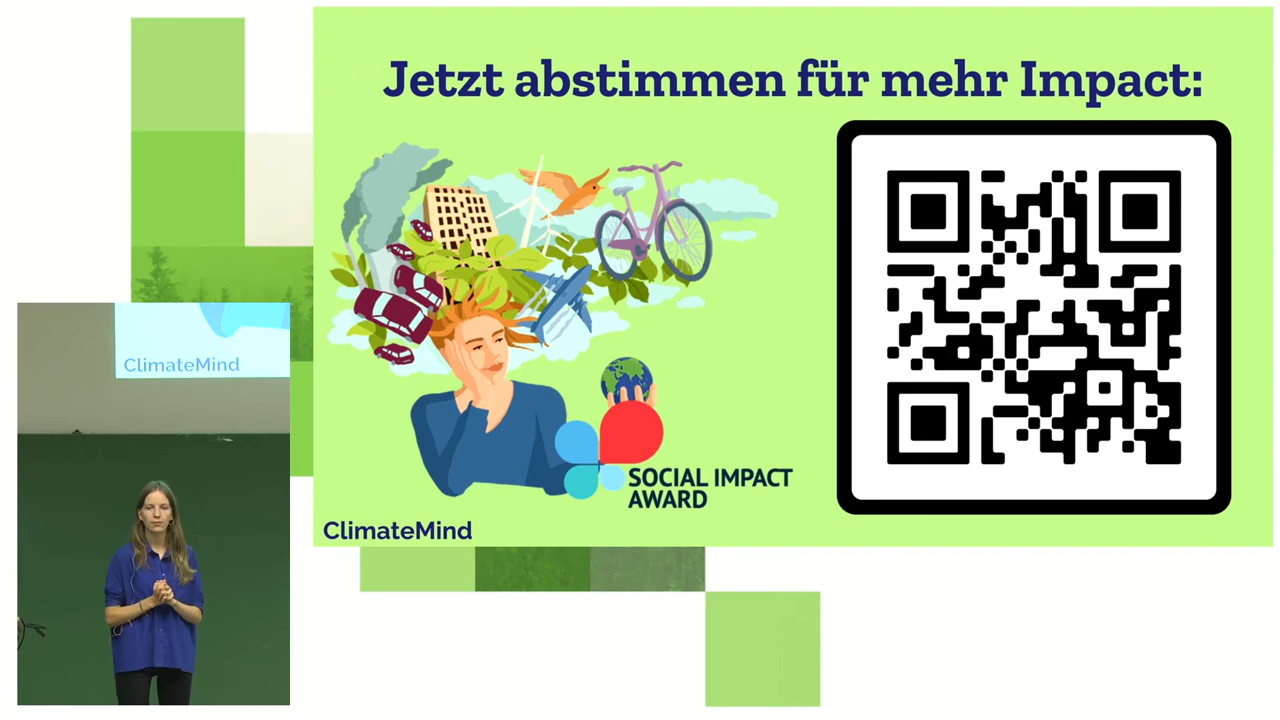 Jetzt abstimmen für mehr Impact:
SOCIAL IMPACT
AWARD
ClimateMind
ClimateMind